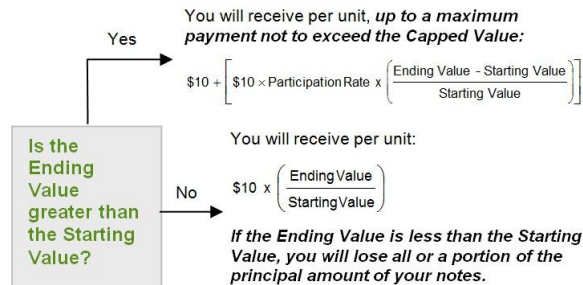 You will receive per unit, up to a maximum
Yes
payment not to exceed the Capped Value:
$10 + [ $10 × Participation Rate x ( Ending Value - Starting Value / Starting Value ) ]
You will receive per unit:
Is the
Ending
Value
greater than
the Starting
Value?
No
$10 x ( Ending Value / Starting Value )
If the Ending Value is less than the Starting
Value, you will lose all or a portion of the
principal amount of your notes.